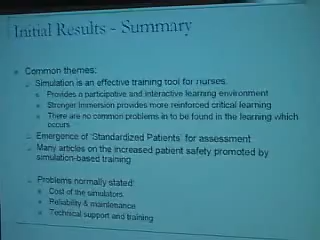 Initial Results - Summary
Common themes:
Simulation is an effective training tool for nurses.
Provides a participative and interactive learning environment
Stronger immersion provides more reinforced critical learning
There are no common problems in to be found in the learning which
occurs
Emergence of 'Standardized Patients' for assessment
Many articles on the increased patient safety promoted by
simulation-based training
Problems normally stated:
Cost of the simulators
Reliability & maintenance
Technical support and training